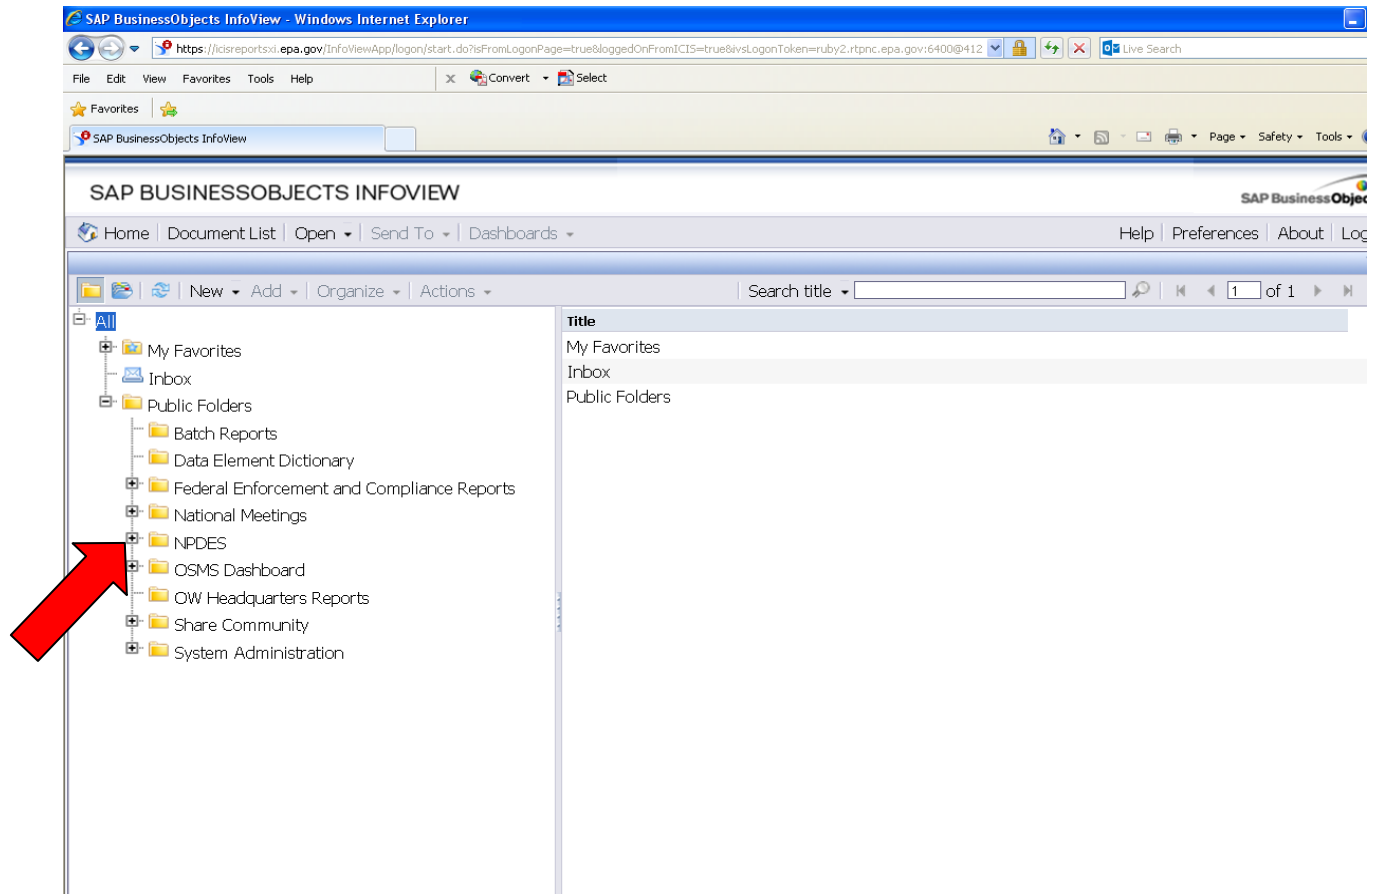 SAP BusinessObjects InfoView - Windows Internet Explorer
https://icisreportsxi.epa.gov/InfoViewApp/logon/start.do?isFromLogonPage=true&loggedOnFromICIS=true&ivsLogonToken=ruby2.rtpnc.epa.gov:6400@412 Live Search
File Edit View Favorites Tools Help x Convert Select
Favorites
SAP BusinessObjects InfoView Page Safety Tools
SAP BUSINESSOBJECTS INFOVIEW SAP BusinessObjec
Home Document List Open Send To Dashboards Help Preferences About Log
New Add Organize Actions Search title 1 of 1
All Title
My Favorites My Favorites
Inbox Inbox
Public Folders Public Folders
Batch Reports
Data Element Dictionary
Federal Enforcement and Compliance Reports
National Meetings
NPDES
OSMS Dashboard
OW Headquarters Reports
Share Community
System Administration